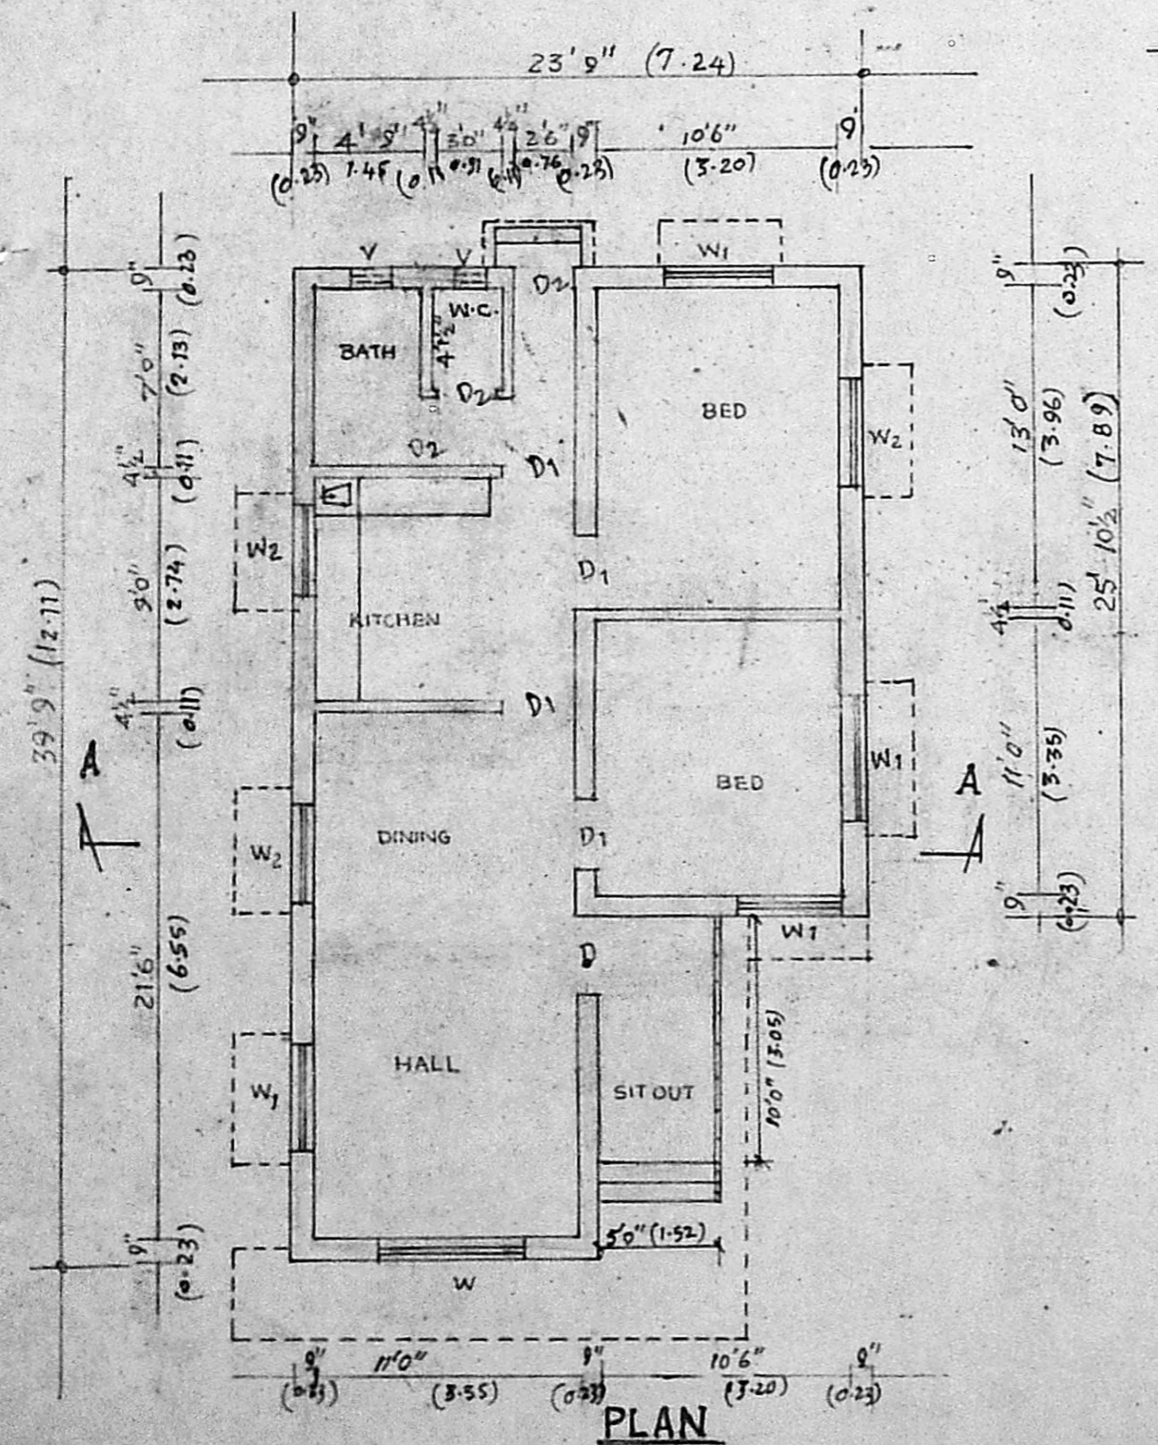 23'9" (7.24)
9" 4' 9" 4½" 3'0" 4½" 2'6" 9" 10'6" 9"
(0.23) 1.45 (0.11) 0.91 (0.11) 0.76 (0.23) (3.20) (0.23)
V V W1
D2
W.C.
BATH 4½"
D2
BED
W2
D2 D1
W2
D1
KITCHEN
D1
W1
BED
A A
DINING D1
W2
D
W1
HALL
W1
SITOUT
10'0" (3.05)
5'0" (1.52)
W
39'9" (12.11)
9" (0.23)
7'0" (2.13)
4½" (0.11)
9'0" (2.74)
4½" (0.11)
21'6" (6.55)
9" (0.23)
9" (0.23)
13'0" (3.96)
4½" 0.11)
11'0" (3.35)
9" (0.23)
25' 10½" (7.89)
9" 11'0" 9" 10'6" 9"
(0.23) (3.35) (0.23) (3.20) (0.23)
PLAN